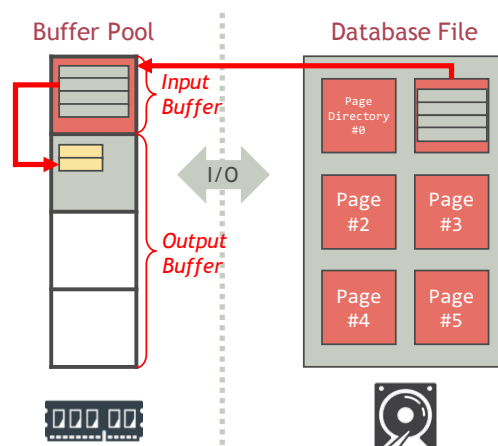 Buffer Pool
Database File
Input
Buffer
Page
Directory
#0
I/O
Page
#2
Page
#3
Output
Buffer
Page
#4
Page
#5